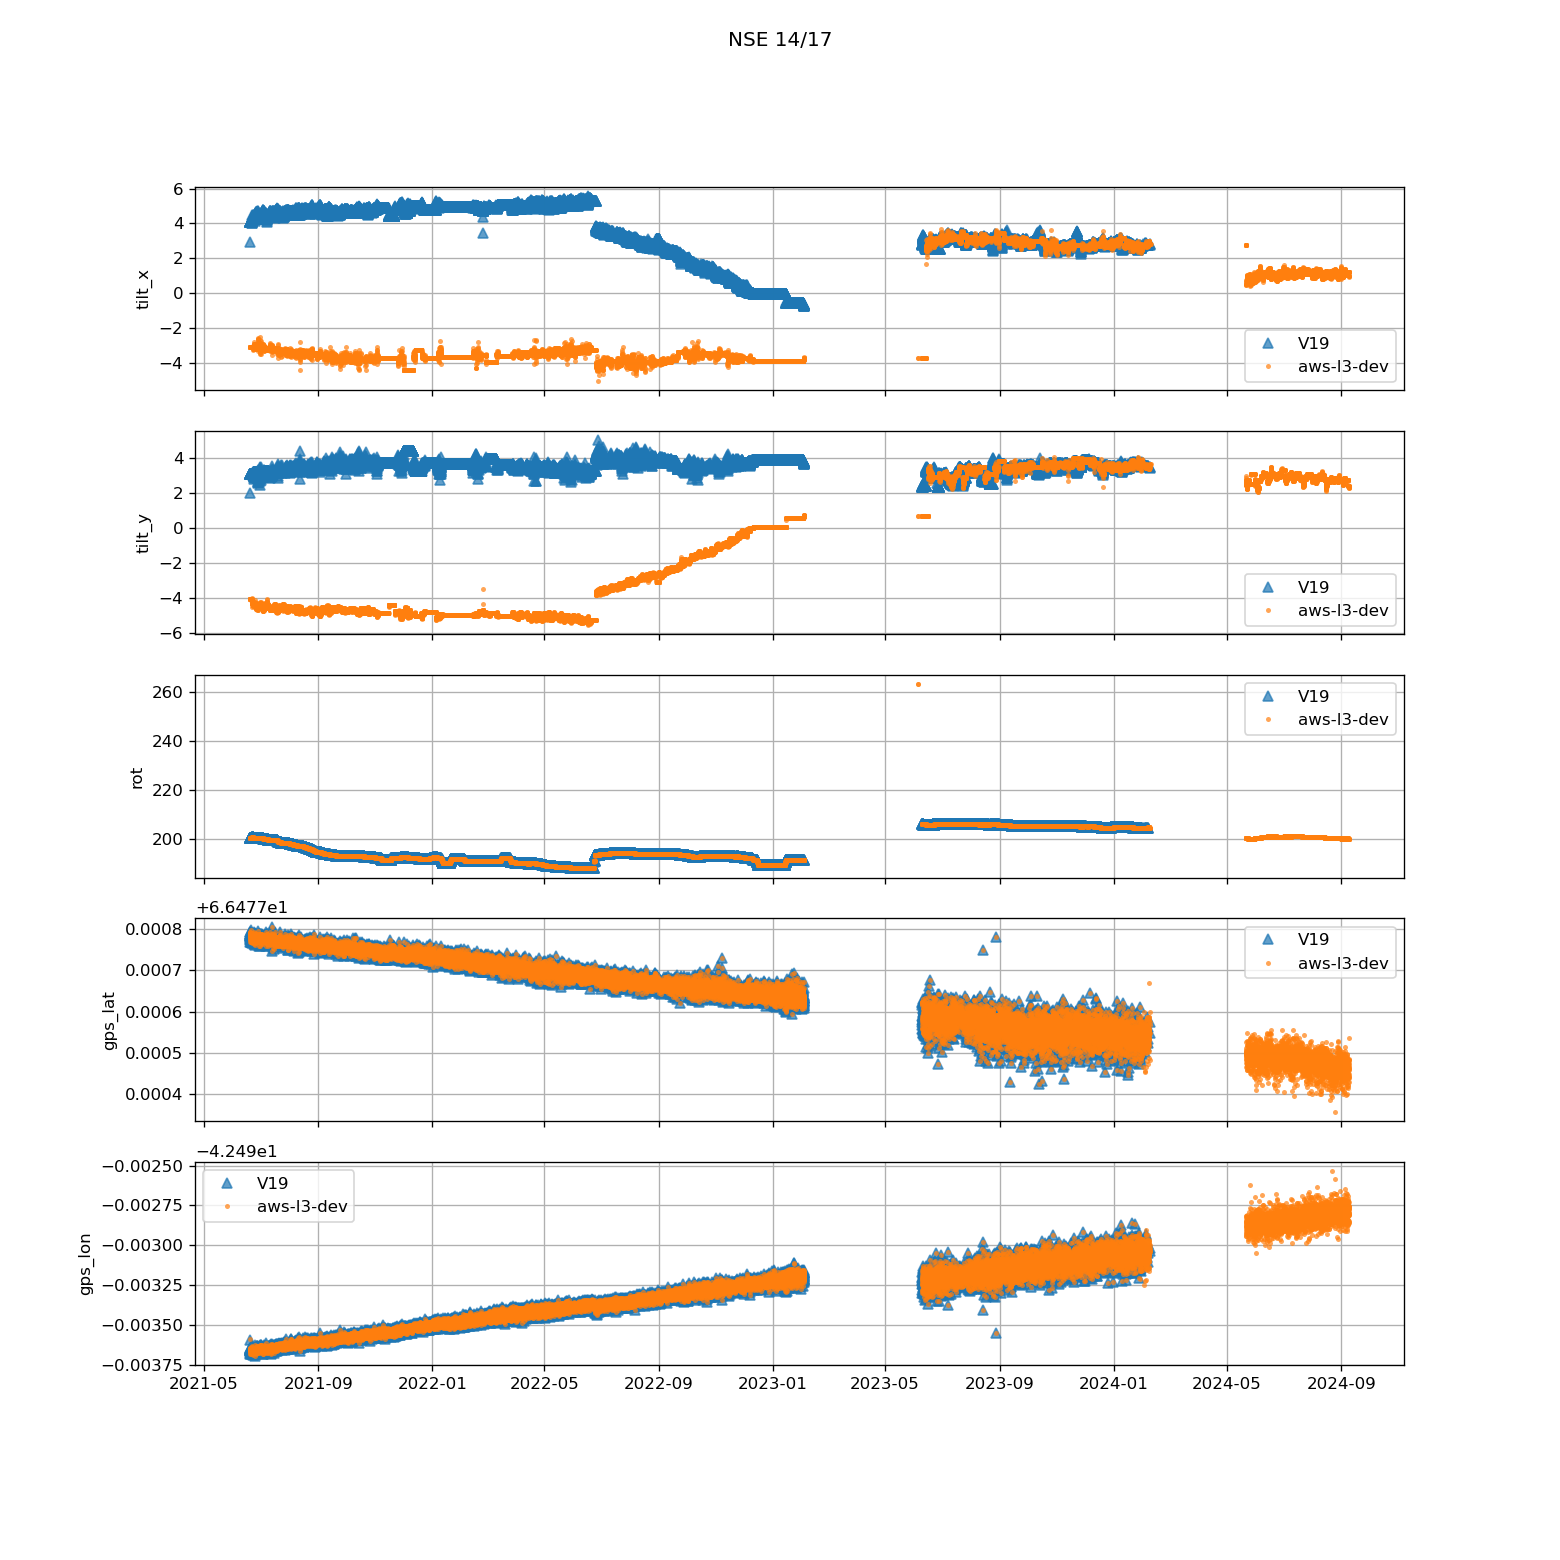 NSE 14/17
6
4
2
0
−2
−4
tilt_x
V19
aws-l3-dev
4
2
0
−2
−4
−6
tilt_y
V19
aws-l3-dev
260
240
220
200
rot
V19
aws-l3-dev
+6.6477e1
0.0008
0.0007
0.0006
0.0005
0.0004
gps_lat
V19
aws-l3-dev
−4.249e1
−0.00250
−0.00275
−0.00300
−0.00325
−0.00350
−0.00375
gps_lon
V19
aws-l3-dev
2021-05 2021-09 2022-01 2022-05 2022-09 2023-01 2023-05 2023-09 2024-01 2024-05 2024-09